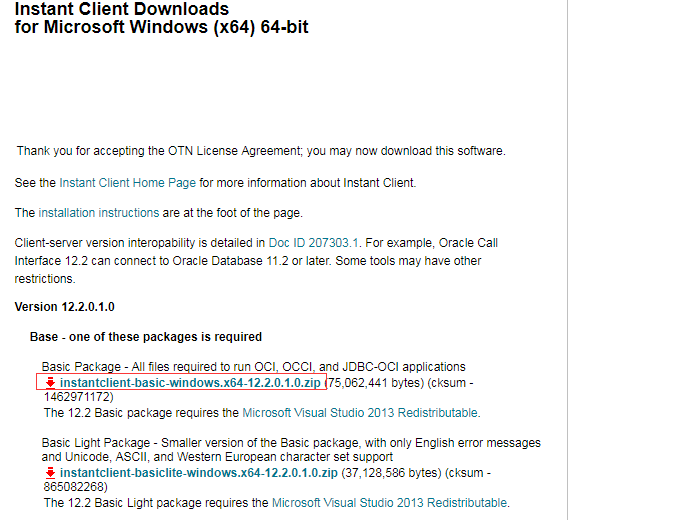 Instant Client Downloads
for Microsoft Windows (x64) 64-bit
Thank you for accepting the OTN License Agreement; you may now download this software.
See the Instant Client Home Page for more information about Instant Client.
The installation instructions are at the foot of the page.
Client-server version interopability is detailed in Doc ID 207303.1. For example, Oracle Call
Interface 12.2 can connect to Oracle Database 11.2 or later. Some tools may have other
restrictions.
Version 12.2.0.1.0
Base - one of these packages is required
Basic Package - All files required to run OCI, OCCI, and JDBC-OCI applications
instantclient-basic-windows.x64-12.2.0.1.0.zip (75,062,441 bytes) (cksum -
1462971172)
The 12.2 Basic package requires the Microsoft Visual Studio 2013 Redistributable.
Basic Light Package - Smaller version of the Basic package, with only English error messages
and Unicode, ASCII, and Western European character set support
instantclient-basiclite-windows.x64-12.2.0.1.0.zip (37,128,586 bytes) (cksum -
865082268)
The 12.2 Basic Light package requires the Microsoft Visual Studio 2013 Redistributable.